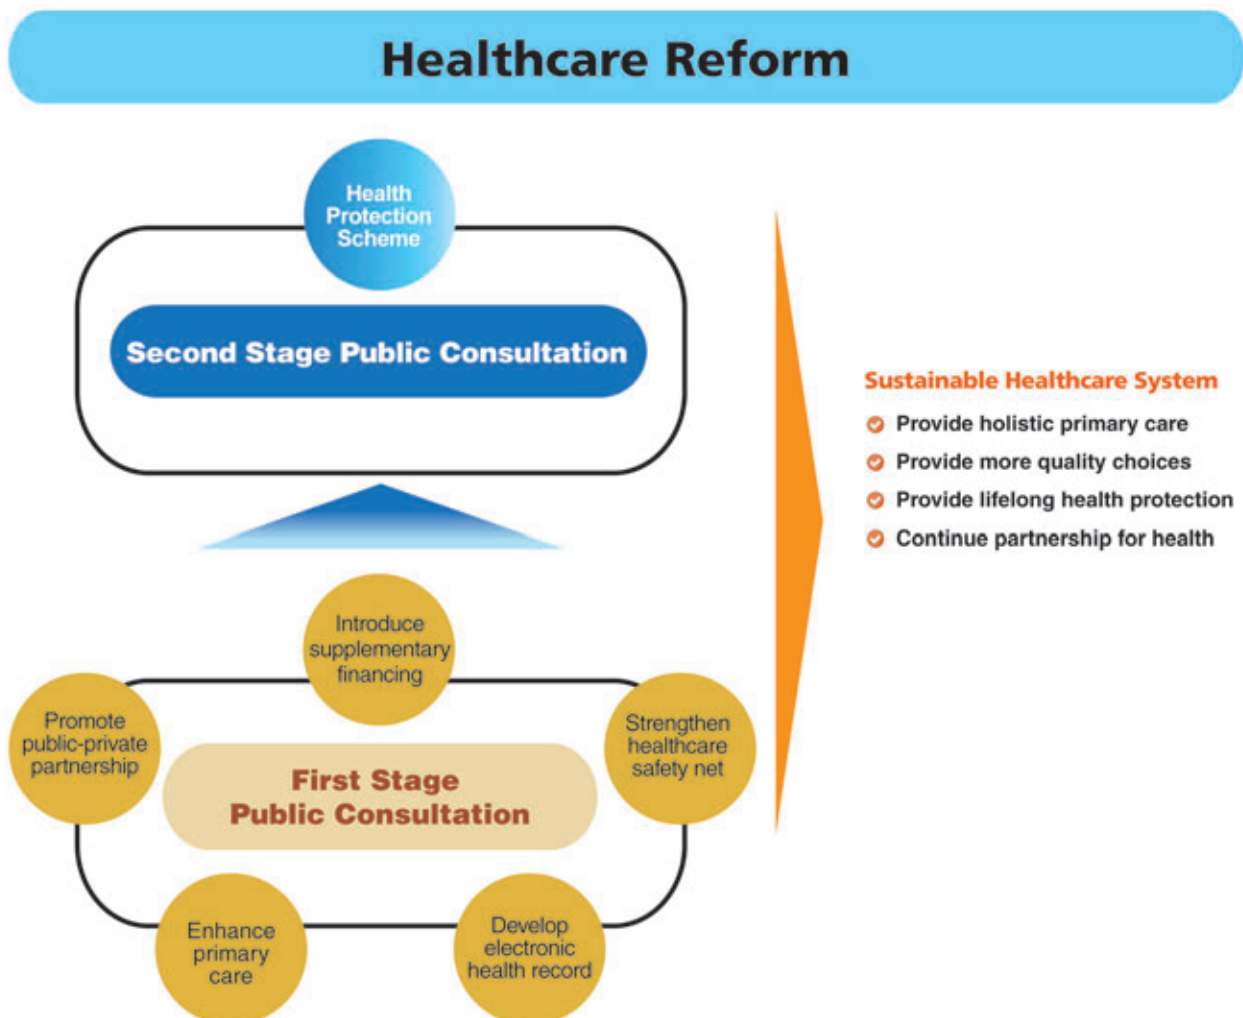 Healthcare Reform
Health
Protection
Scheme
Second Stage Public Consultation
Sustainable Healthcare System
Provide holistic primary care
Provide more quality choices
Provide lifelong health protection
Continue partnership for health
Introduce
supplementary
financing
Promote
public-private
partnership
Strengthen
healthcare
safety net
First Stage
Public Consultation
Enhance
primary
care
Develop
electronic
health record